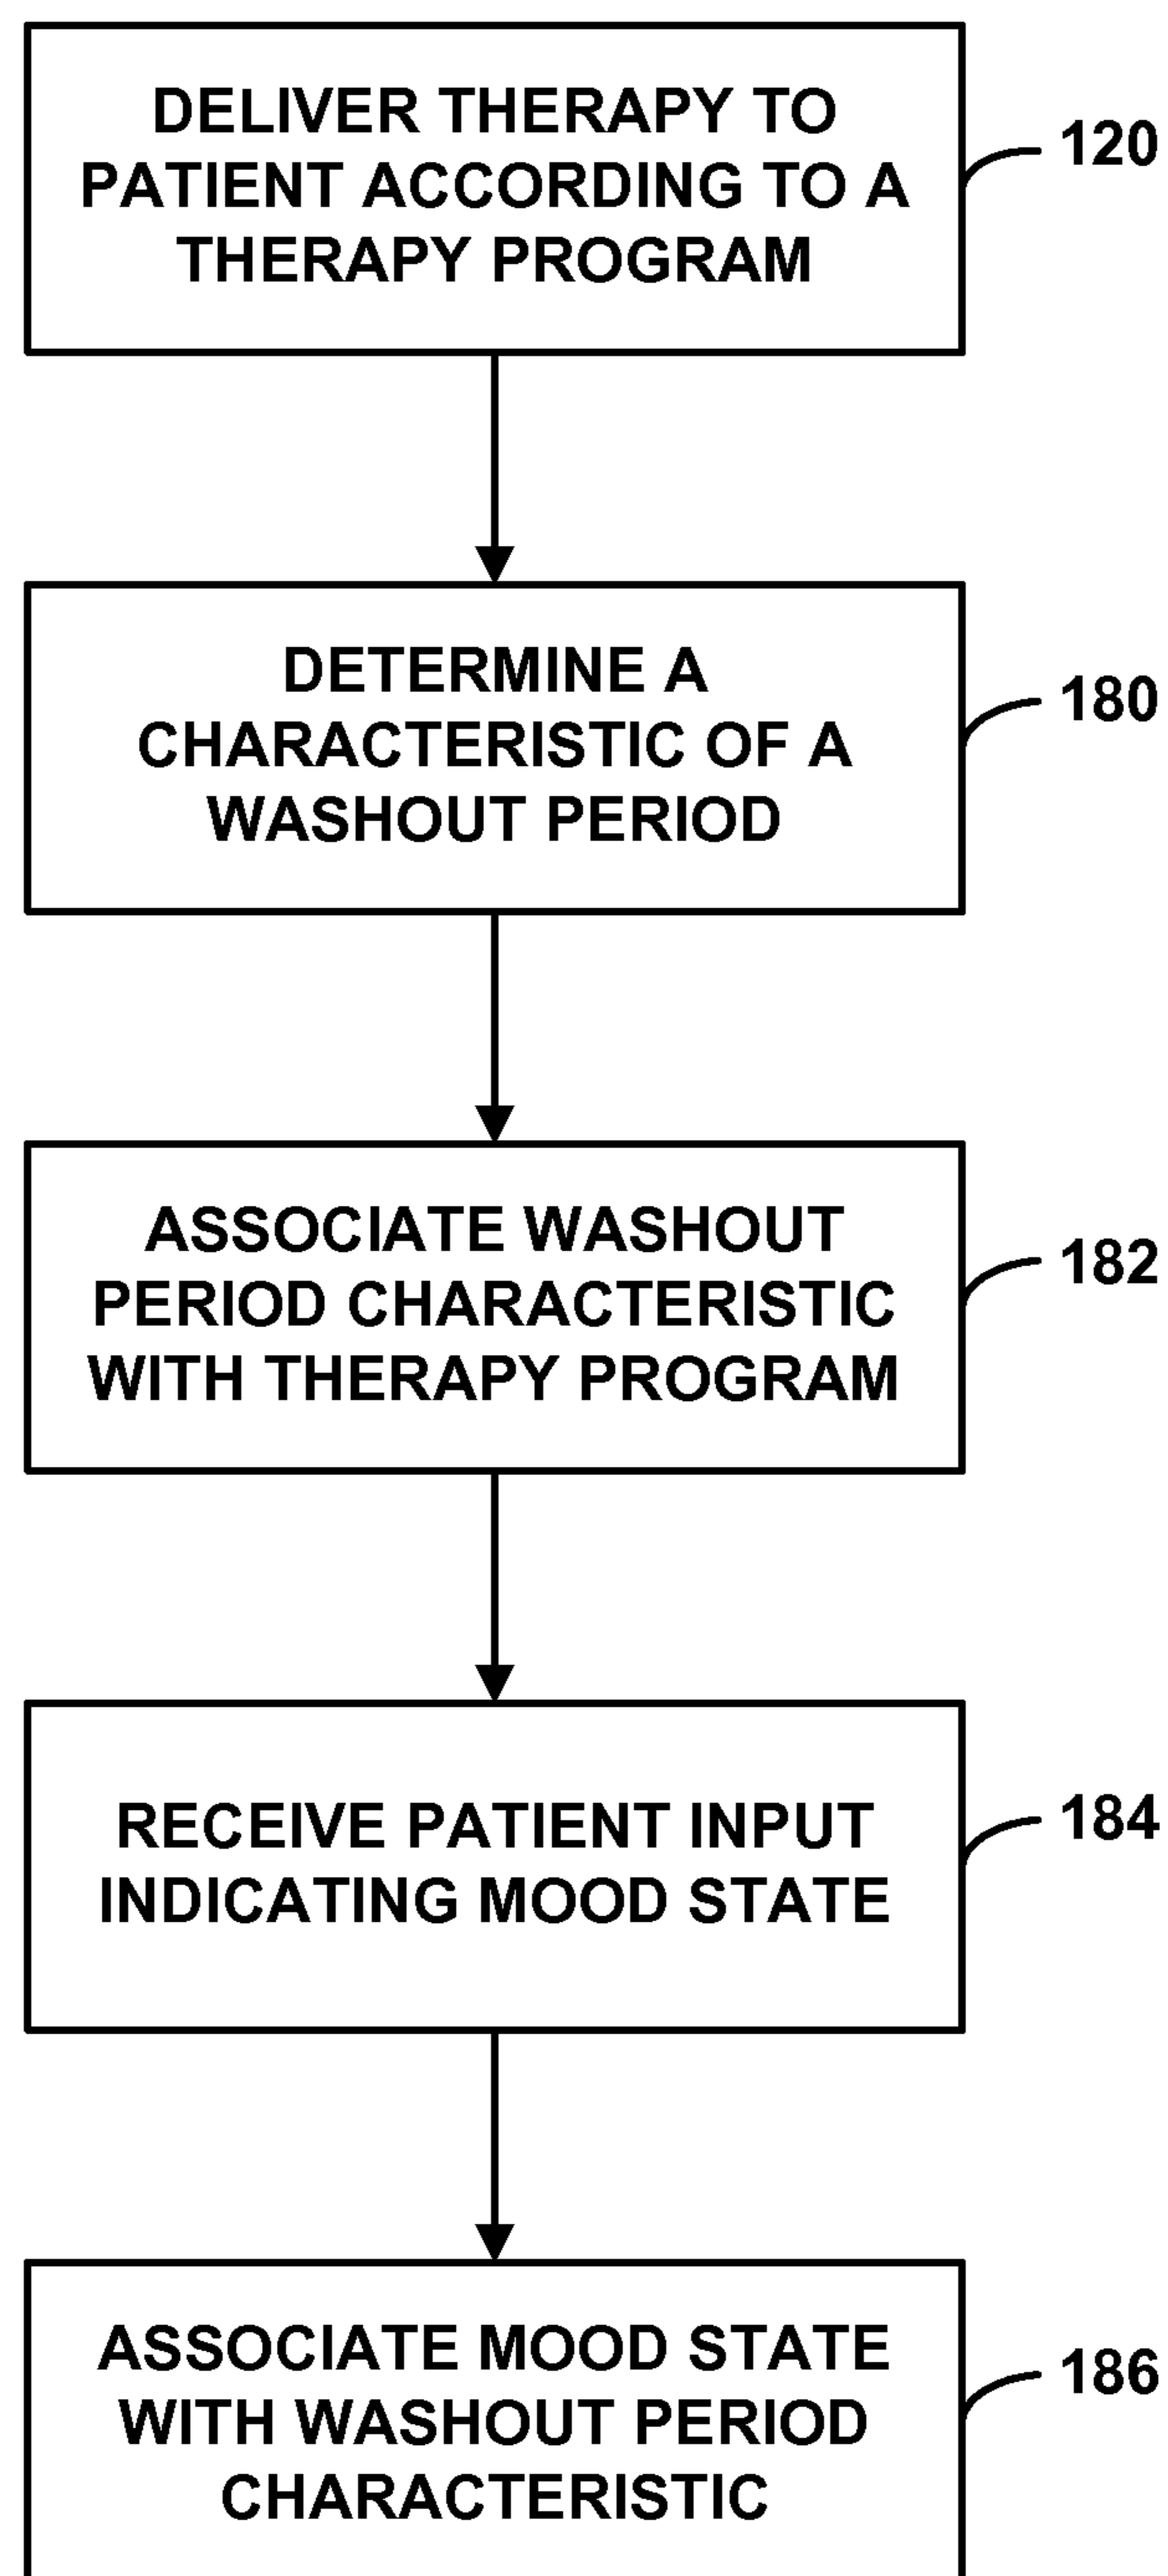 DELIVER THERAPY TO
PATIENT ACCORDING TO A
THERAPY PROGRAM
120
DETERMINE A
CHARACTERISTIC OF A
WASHOUT PERIOD
180
ASSOCIATE WASHOUT
PERIOD CHARACTERISTIC
WITH THERAPY PROGRAM
182
RECEIVE PATIENT INPUT
INDICATING MOOD STATE
184
ASSOCIATE MOOD STATE
WITH WASHOUT PERIOD
CHARACTERISTIC
186